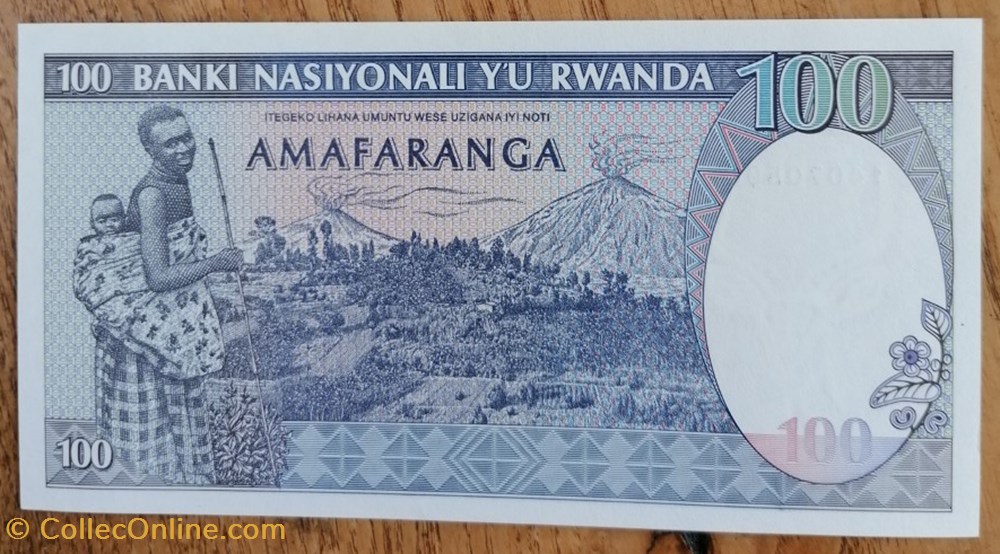 100 BANKI NASIYONALI Y'U RWANDA 100
ITEGEKO LIHANA UMUNTU WESE UZIGANA IYI NOTI
AMAFARANGA
100
100
© CollecOnline.com